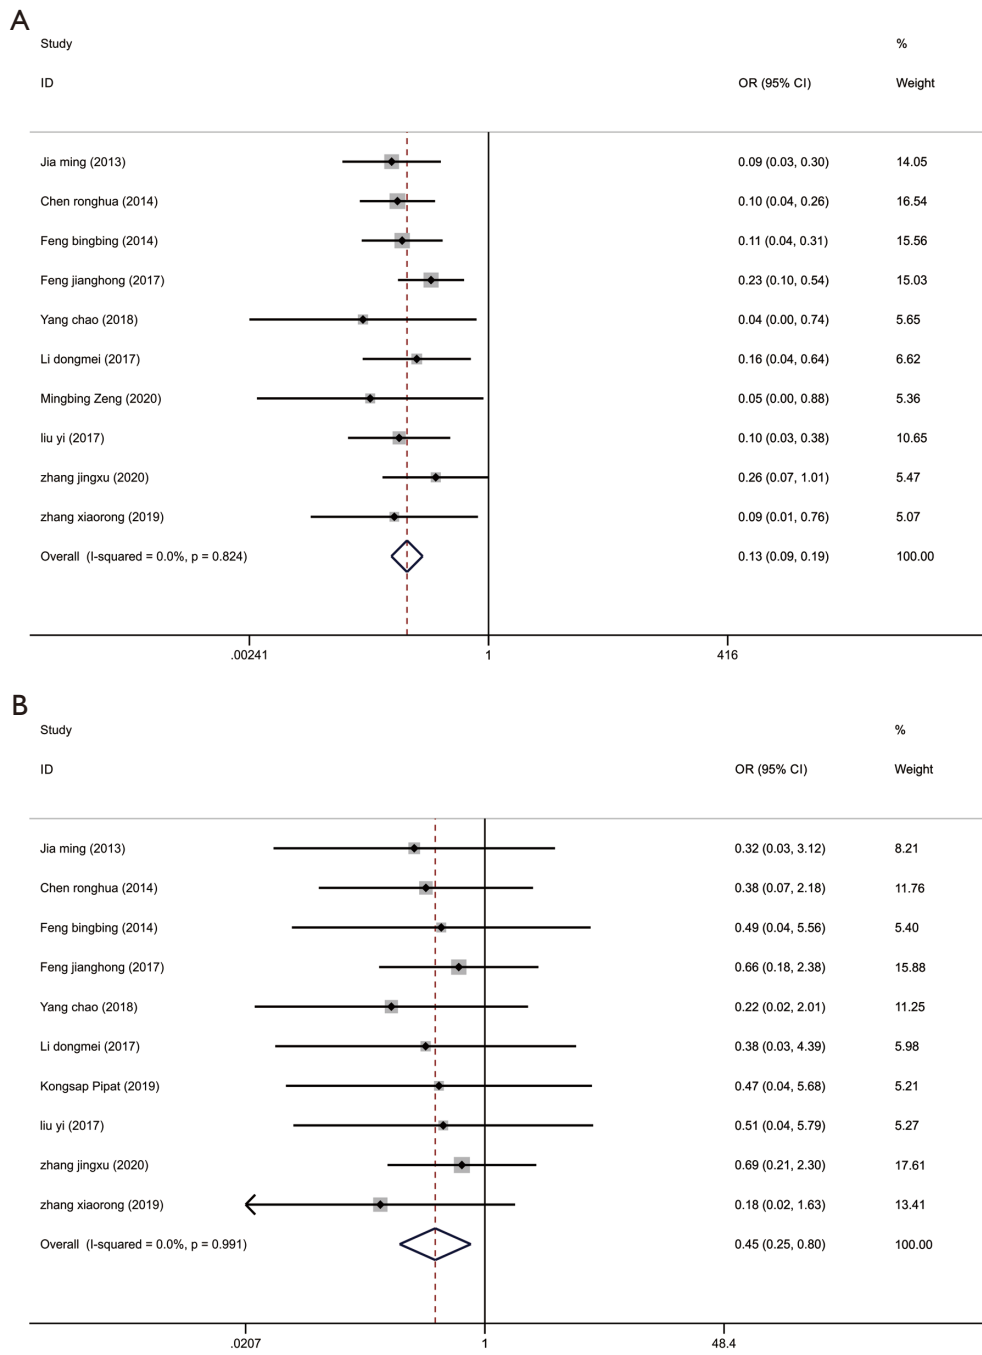 A
Study %
ID OR (95% CI) Weight
Jia ming (2013) 0.09 (0.03, 0.30) 14.05
Chen ronghua (2014) 0.10 (0.04, 0.26) 16.54
Feng bingbing (2014) 0.11 (0.04, 0.31) 15.56
Feng jianghong (2017) 0.23 (0.10, 0.54) 15.03
Yang chao (2018) 0.04 (0.00, 0.74) 5.65
Li dongmei (2017) 0.16 (0.04, 0.64) 6.62
Mingbing Zeng (2020) 0.05 (0.00, 0.88) 5.36
liu yi (2017) 0.10 (0.03, 0.38) 10.65
zhang jingxu (2020) 0.26 (0.07, 1.01) 5.47
zhang xiaorong (2019) 0.09 (0.01, 0.76) 5.07
Overall (I-squared = 0.0%, p = 0.824) 0.13 (0.09, 0.19) 100.00
.00241 1 416
B
Study %
ID OR (95% CI) Weight
Jia ming (2013) 0.32 (0.03, 3.12) 8.21
Chen ronghua (2014) 0.38 (0.07, 2.18) 11.76
Feng bingbing (2014) 0.49 (0.04, 5.56) 5.40
Feng jianghong (2017) 0.66 (0.18, 2.38) 15.88
Yang chao (2018) 0.22 (0.02, 2.01) 11.25
Li dongmei (2017) 0.38 (0.03, 4.39) 5.98
Kongsap Pipat (2019) 0.47 (0.04, 5.68) 5.21
liu yi (2017) 0.51 (0.04, 5.79) 5.27
zhang jingxu (2020) 0.69 (0.21, 2.30) 17.61
zhang xiaorong (2019) 0.18 (0.02, 1.63) 13.41
Overall (I-squared = 0.0%, p = 0.991) 0.45 (0.25, 0.80) 100.00
.0207 1 48.4